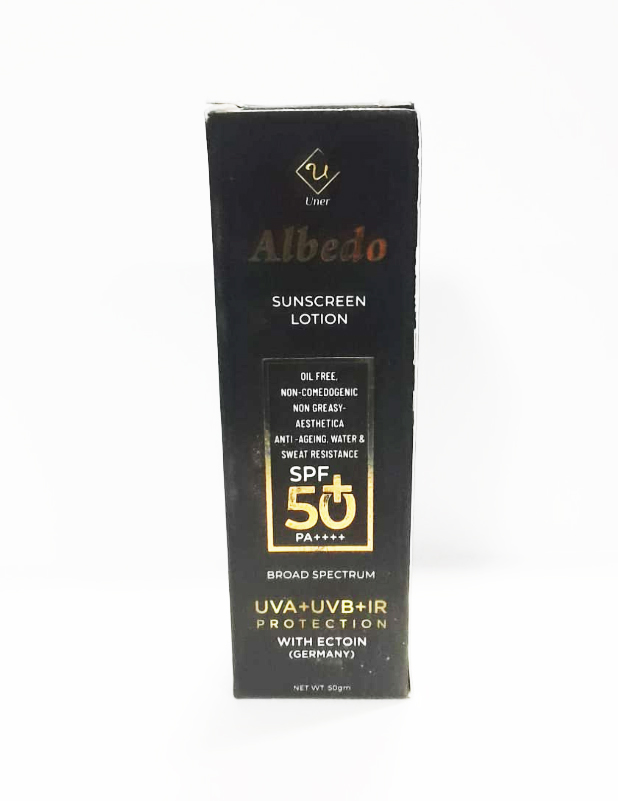 U
Uner
Albedo
SUNSCREEN
LOTION
OIL FREE,
NON-COMEDOGENIC
NON GREASY-
AESTHETICA
ANTI -AGEING, WATER &
SWEAT RESISTANCE
SPF
50+
PA++++
BROAD SPECTRUM
UVA+UVB+IR
PROTECTION
WITH ECTOIN
(GERMANY)
NET WT. 50gm